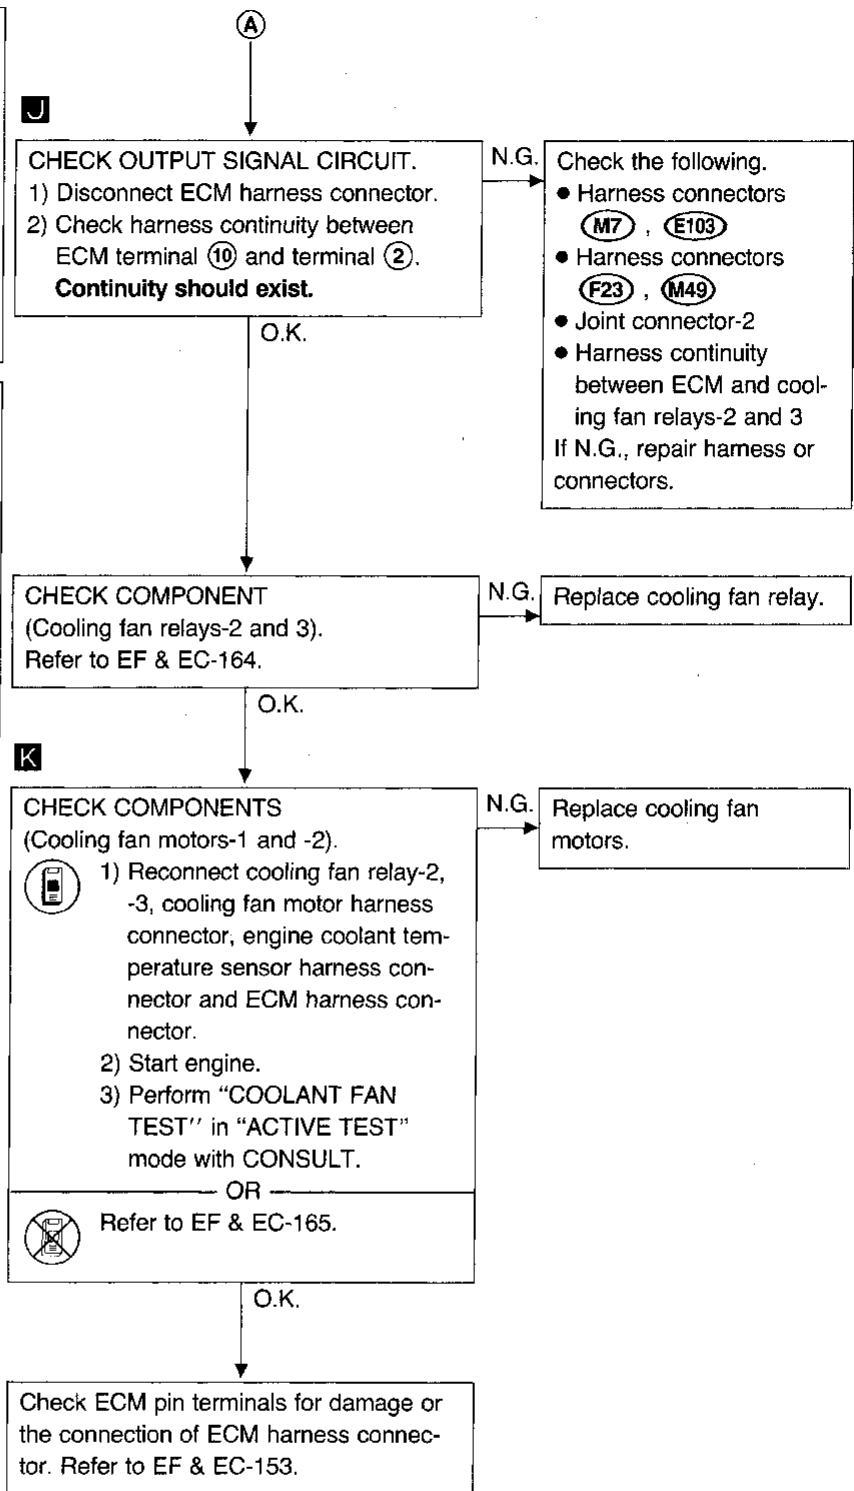 A
J
CHECK OUTPUT SIGNAL CIRCUIT.
1) Disconnect ECM harness connector.
2) Check harness continuity between
ECM terminal 10 and terminal 2.
Continuity should exist.
N.G.
Check the following.
● Harness connectors
M7 , E103
● Harness connectors
F23 , M49
● Joint connector-2
● Harness continuity
between ECM and cool-
ing fan relays-2 and 3
If N.G., repair harness or
connectors.
O.K.
CHECK COMPONENT
(Cooling fan relays-2 and 3).
Refer to EF & EC-164.
N.G.
Replace cooling fan relay.
O.K.
K
CHECK COMPONENTS
(Cooling fan motors-1 and -2).
1) Reconnect cooling fan relay-2,
-3, cooling fan motor harness
connector, engine coolant tem-
perature sensor harness con-
nector and ECM harness con-
nector.
2) Start engine.
3) Perform “COOLANT FAN
TEST’’ in “ACTIVE TEST”
mode with CONSULT.
OR
Refer to EF & EC-165.
N.G.
Replace cooling fan
motors.
O.K.
Check ECM pin terminals for damage or
the connection of ECM harness connec-
tor. Refer to EF & EC-153.